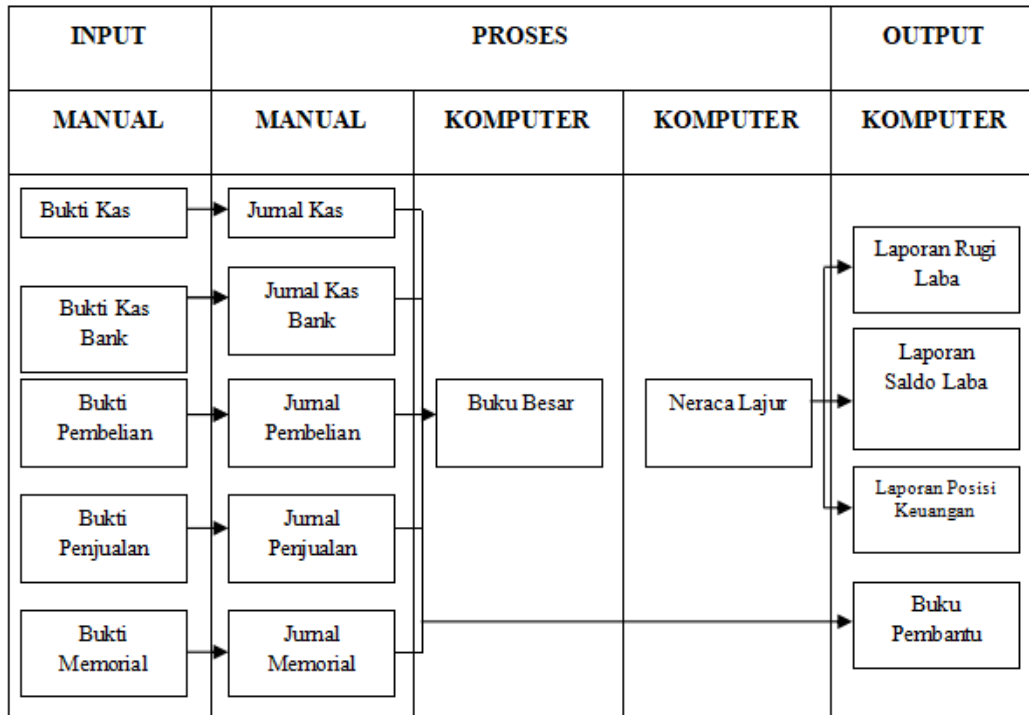 INPUT
PROSES
OUTPUT
MANUAL
MANUAL
KOMPUTER
KOMPUTER
KOMPUTER
Bukti Kas
Jurnal Kas
Bukti Kas
Bank
Jurnal Kas
Bank
Bukti
Pembelian
Jurnal
Pembelian
Bukti
Penjualan
Jurnal
Penjualan
Bukti
Memorial
Jurnal
Memorial
Buku Besar
Neraca Lajur
Laporan Rugi
Laba
Laporan
Saldo Laba
Laporan Posisi
Keuangan
Buku
Pembantu